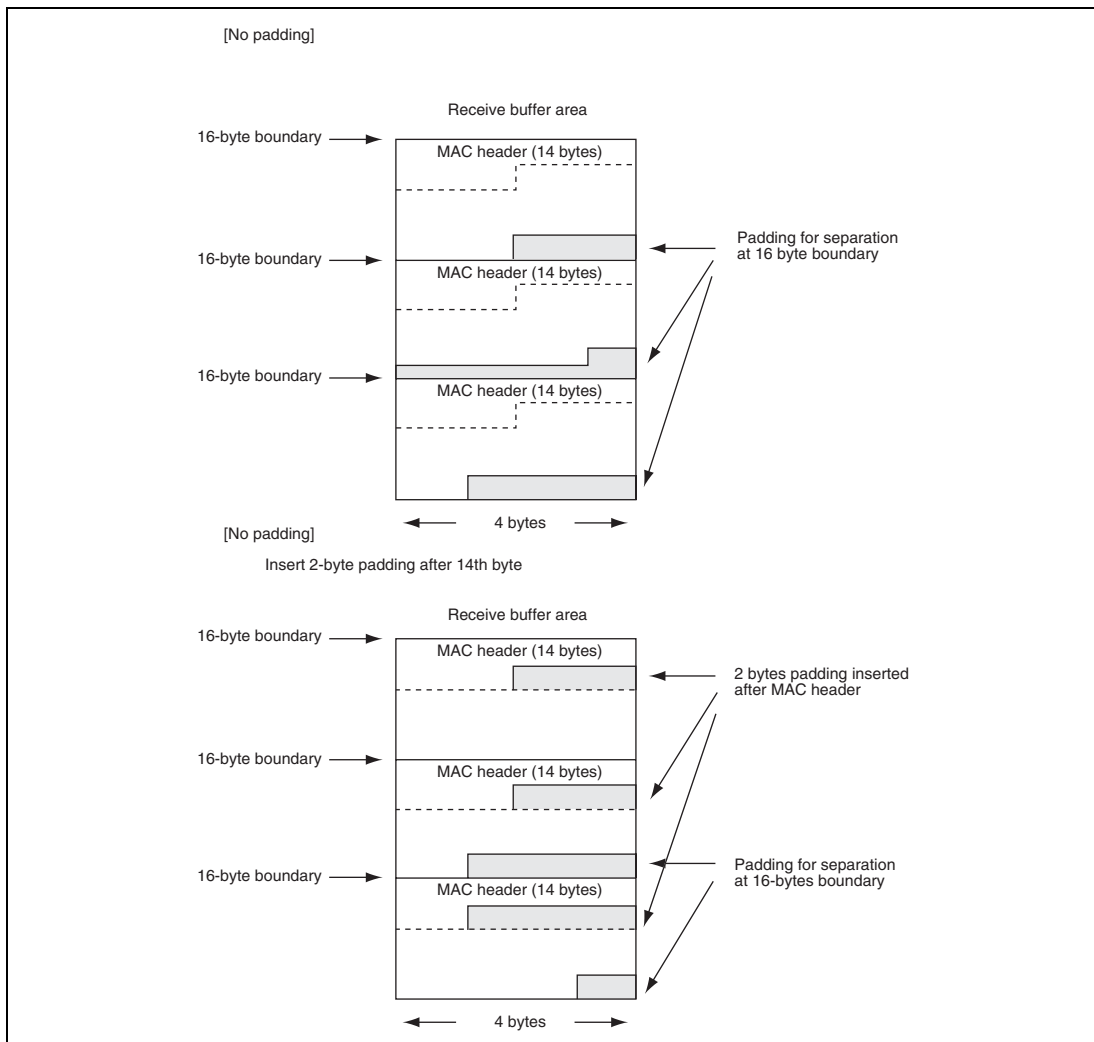 [No padding]
Receive buffer area
16-byte boundary
MAC header (14 bytes)
Padding for separation
at 16 byte boundary
16-byte boundary
MAC header (14 bytes)
16-byte boundary
MAC header (14 bytes)
4 bytes
[No padding]
Insert 2-byte padding after 14th byte
Receive buffer area
16-byte boundary
MAC header (14 bytes)
2 bytes padding inserted
after MAC header
16-byte boundary
MAC header (14 bytes)
Padding for separation
at 16-bytes boundary
16-byte boundary
MAC header (14 bytes)
4 bytes